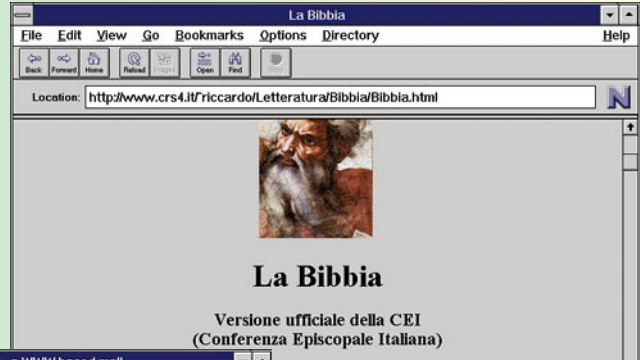 La Bibbia
File Edit View Go Bookmarks Options Directory Help
Back Forward Home Reload Images Open Find Stop
Location: http://www.crs4.it/~riccardo/Letteratura/Bibbia/Bibbia.html
N
La Bibbia
Versione ufficiale della CEI
(Conferenza Episcopale Italiana)